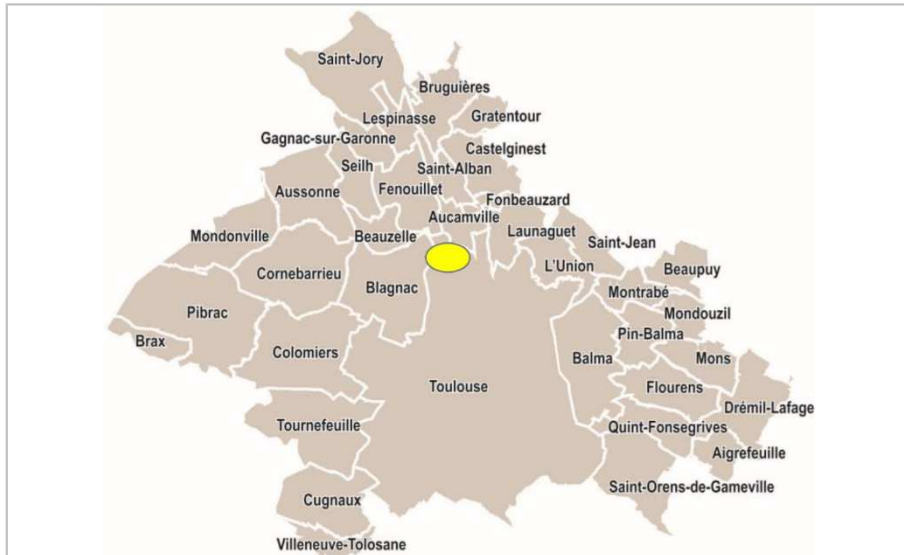 Saint-Jory
Bruguières
Lespinasse
Gratentour
Gagnac-sur-Garonne
Castelginest
Seilh
Saint-Alban
Aussonne
Fenouillet
Fonbeauzard
Aucamville
Launaguet
Mondonville
Beauzelle
Saint-Jean
Cornebarrieu
L'Union
Beaupuy
Blagnac
Montrabé
Pibrac
Mondouzil
Brax
Pin-Balma
Colomiers
Balma
Mons
Toulouse
Flourens
Drémil-Lafage
Tournefeuille
Quint-Fonsegrives
Aigrefeuille
Saint-Orens-de-Gameville
Cugnaux
Villeneuve-Tolosane